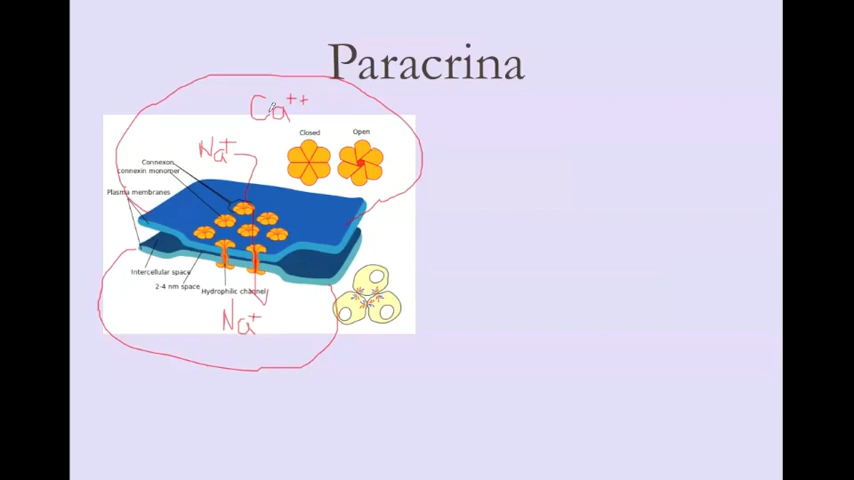 Paracrina
Ca++
Closed
Open
Na+
Connexon
connexin monomer
Plasma membranes
Intercellular space
2-4 nm space
Hydrophilic channel
Na+